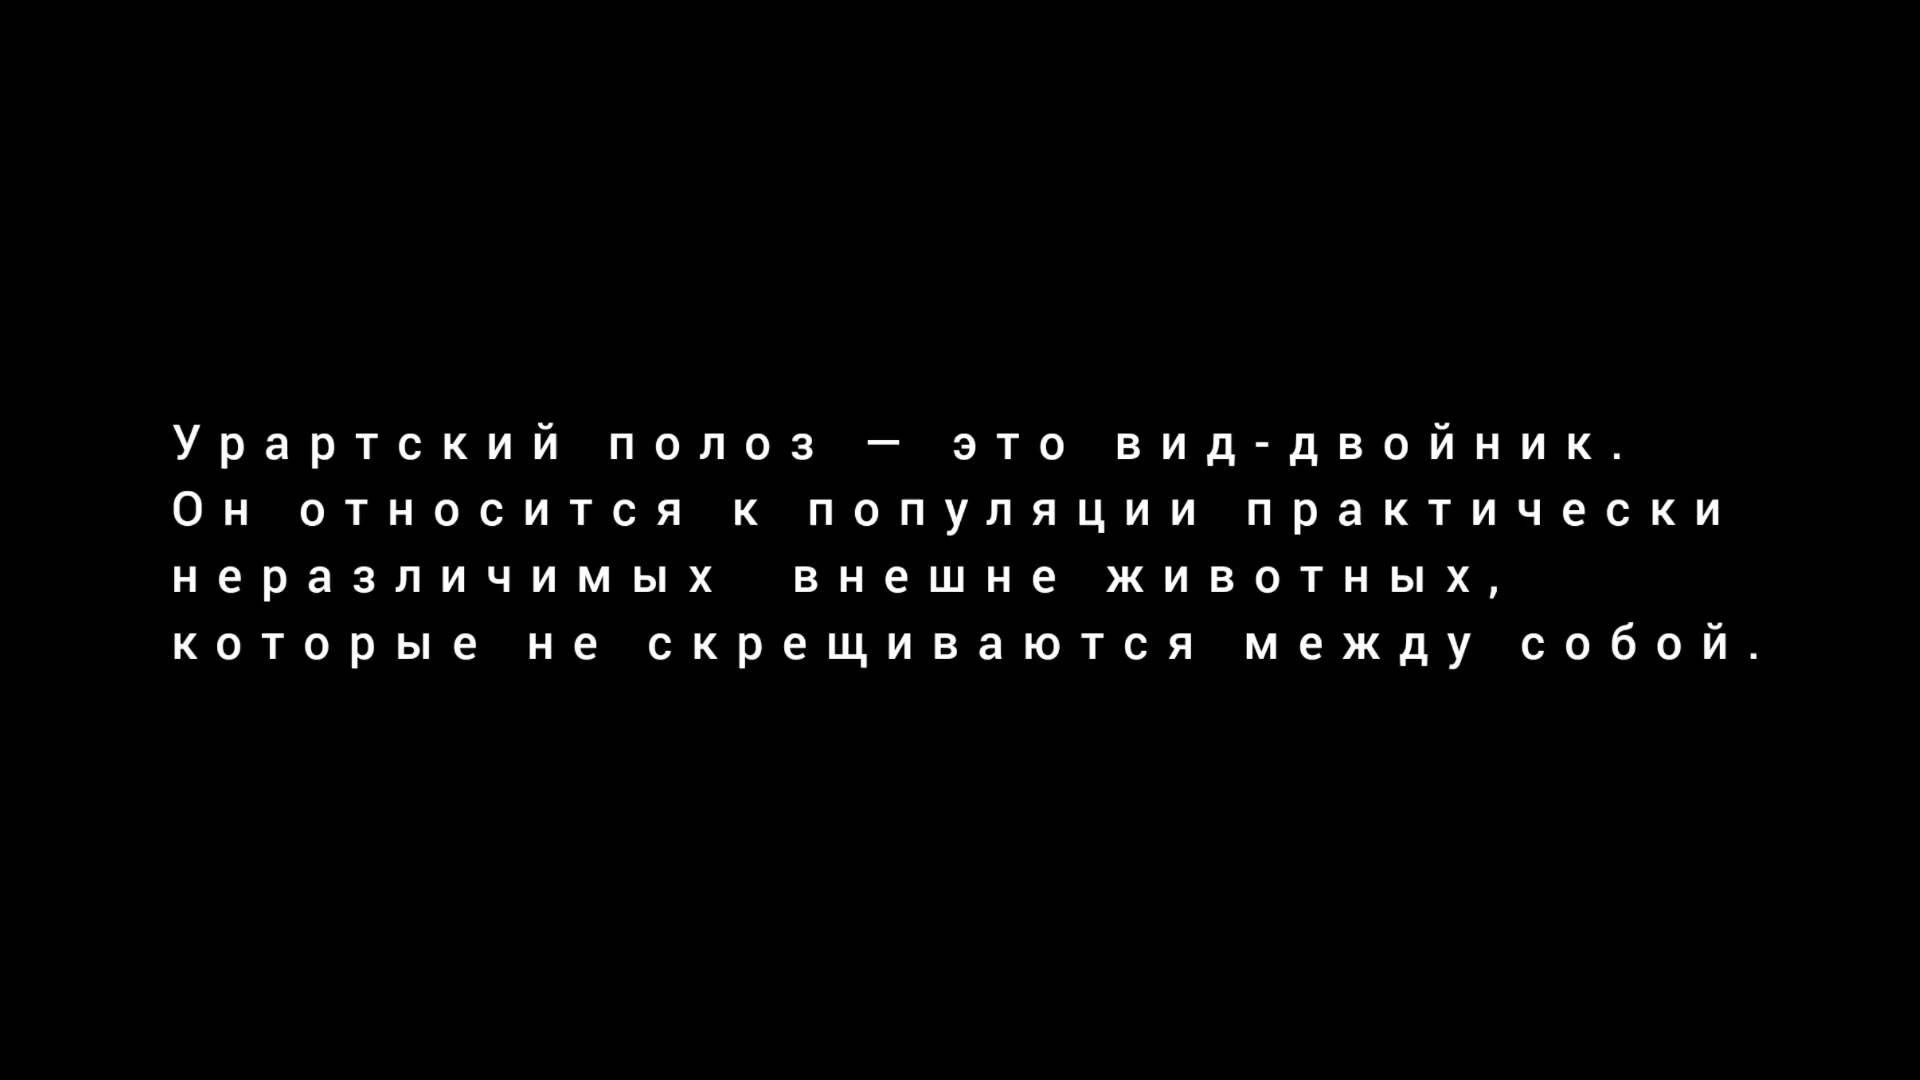 Урартский полоз — это вид-двойник.
Он относится к популяции практически
неразличимых внешне животных,
которые не скрещиваются между собой.